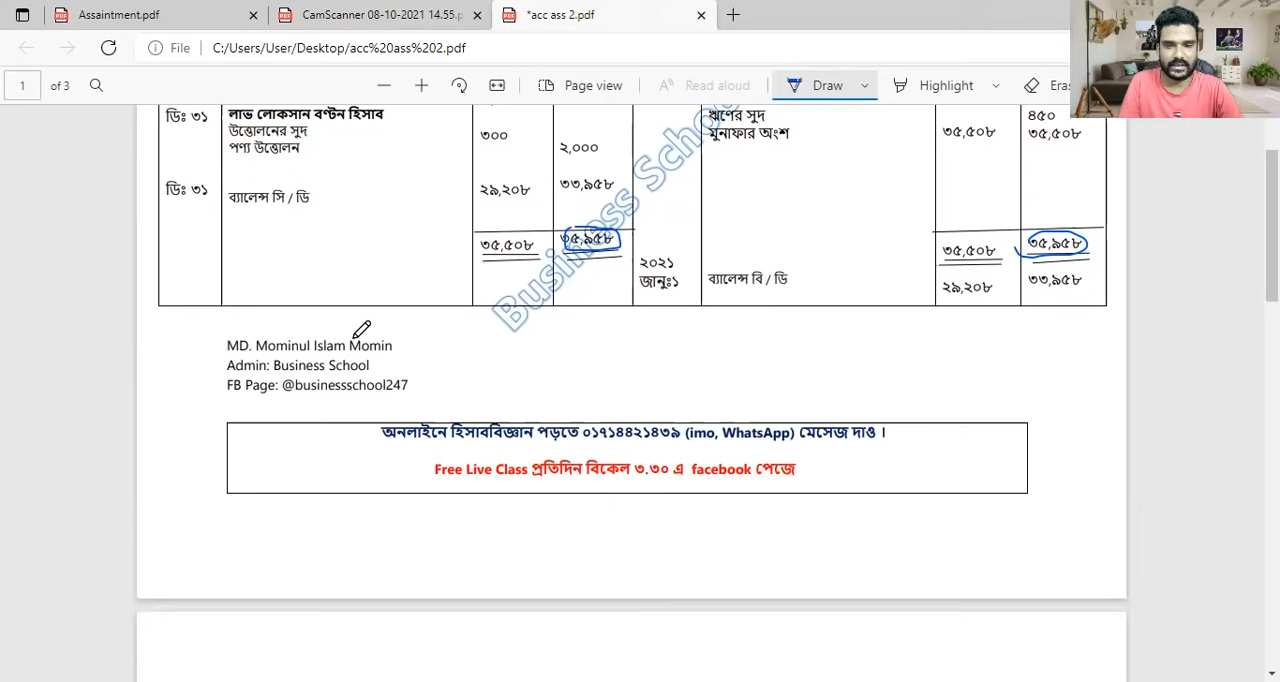 Assaintment.pdf
CamScanner 08-10-2021 14.55.p
*acc ass 2.pdf
File
C:/Users/User/Desktop/acc%20ass%202.pdf
1 of 3
Page view
Read aloud
Draw
Highlight
Era
ডিঃ ৩১ লাভ লোকসান বণ্টন হিসাব ঋণের সুদ ৪৫০
উত্তোলনের সুদ ৩০০ মুনাফার অংশ ৩৫,৫০৮ ৩৫,৫০৮
পণ্য উত্তোলন ২,০০০
ডিঃ ৩১ ব্যালেন্স সি / ডি ২৯,২০৮ ৩৩,৯৫৮
৩৫,৫০৮ ৩৫,৯৫৮ ৩৫,৫০৮ ৩৫,৯৫৮
২০২১
জানুঃ১ ব্যালেন্স বি / ডি ২৯,২০৮ ৩৩,৯৫৮
Business School
MD. Mominul Islam Momin
Admin: Business School
FB Page: @businessschool247
অনলাইনে হিসাববিজ্ঞান পড়তে ০১৭১৪৪২১৪৩৯ (imo, WhatsApp) মেসেজ দাও ।
Free Live Class প্রতিদিন বিকেল ৩.৩০ এ facebook পেজে